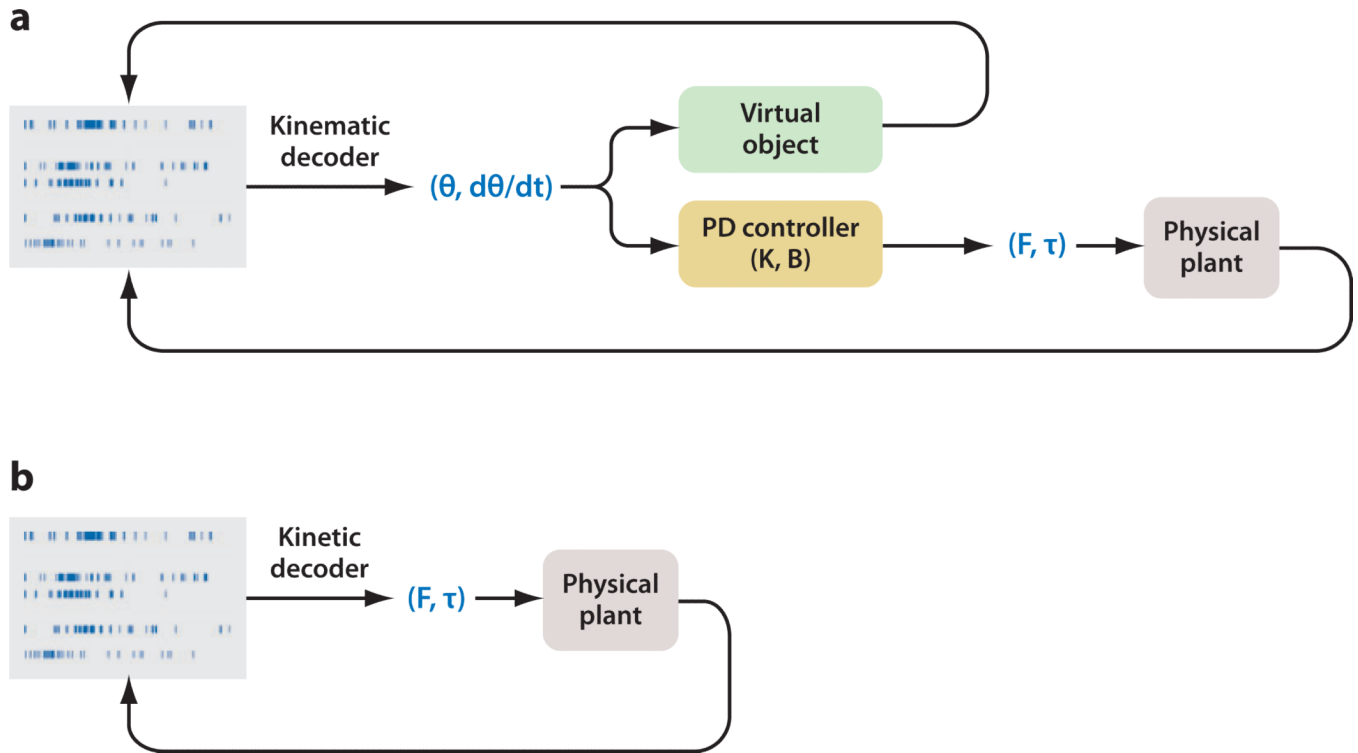 a
Kinematic
decoder
(θ, dθ/dt)
Virtual
object
PD controller
(K, B)
(F, τ)
Physical
plant
b
Kinetic
decoder
(F, τ)
Physical
plant